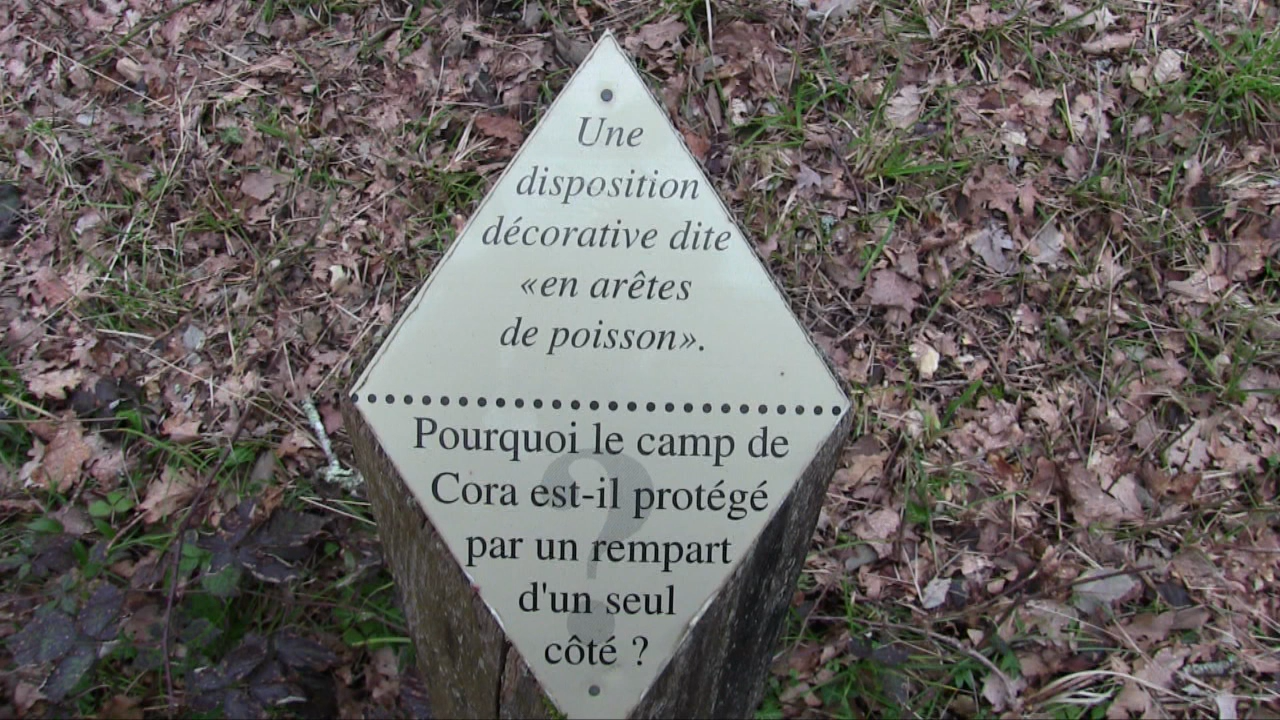 Une
disposition
décorative dite
«en arêtes
de poisson».
Pourquoi le camp de
Cora est-il protégé
par un rempart
d'un seul
côté ?